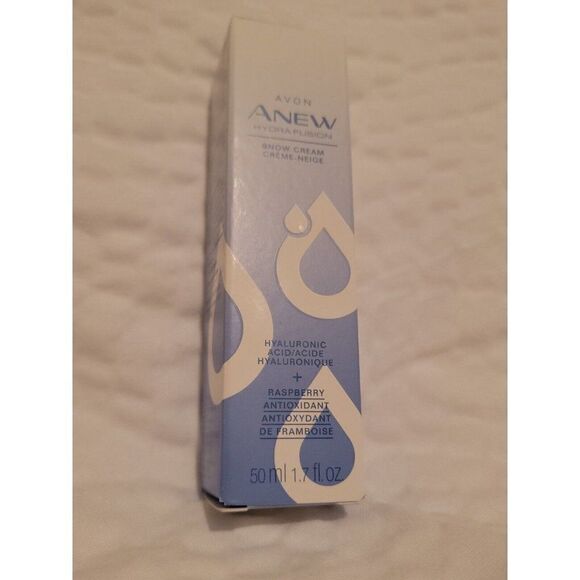 AVON
ANEW
HYDRA FUSION
SNOW CREAM
CRÈME-NEIGE
HYALURONIC
ACID/ACIDE
HYALURONIQUE
+
RASPBERRY
ANTIOXIDANT
ANTIOXYDANT
DE FRAMBOISE
50 ml 1.7 fl. oz.